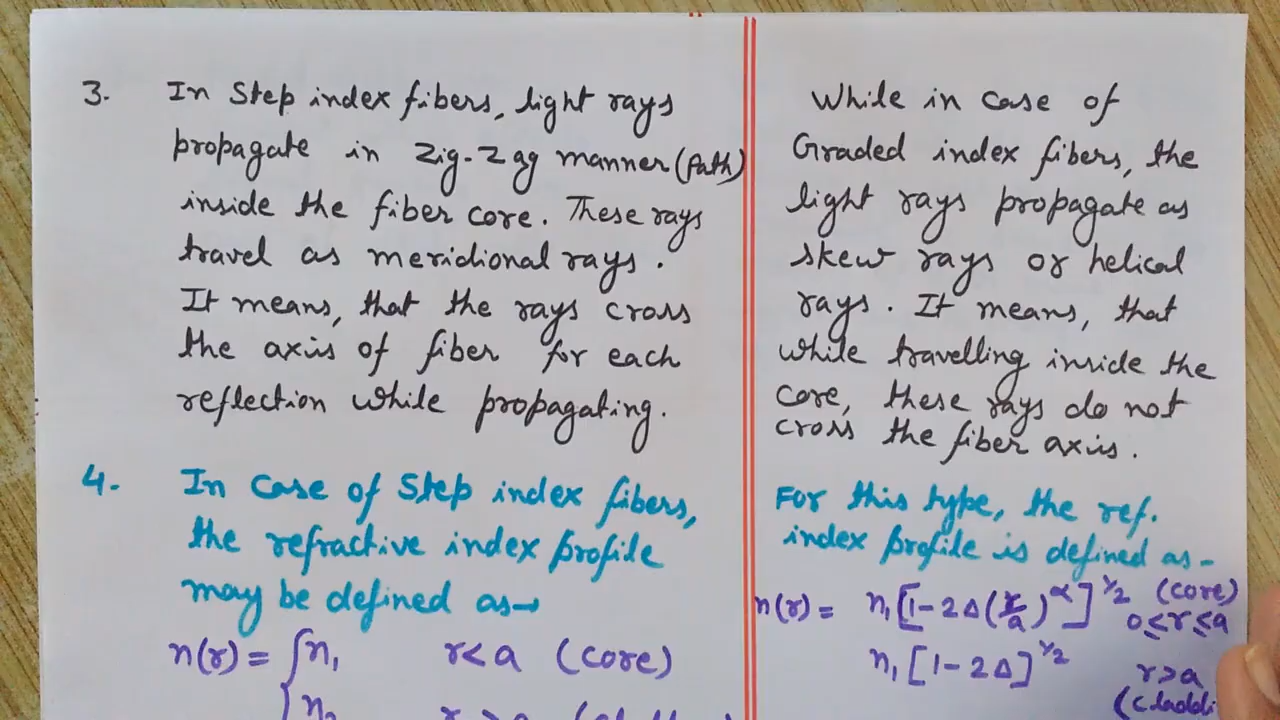 3. In Step index fibers, light rays
propagate in Zig-Zag manner (Path)
inside the fiber core. These rays
travel as meridional rays.
It means, that the rays cross
the axis of fiber for each
reflection while propagating.
While in case of
Graded index fibers, the
light rays propagate as
skew rays or helical
rays. It means, that
while travelling inside the
core, these rays do not
cross the fiber axis.
4. In Case of Step index fibers,
the refractive index profile
may be defined as→
n(r) = { n₁ r < a (core)
n₂
For this type, the ref.
index profile is defined as-
n(r) = n₁ [1-2Δ(r/a)^α]^1/2 (core)
0≤r≤a
n₁ [1-2Δ]^1/2
r>a
(claddi